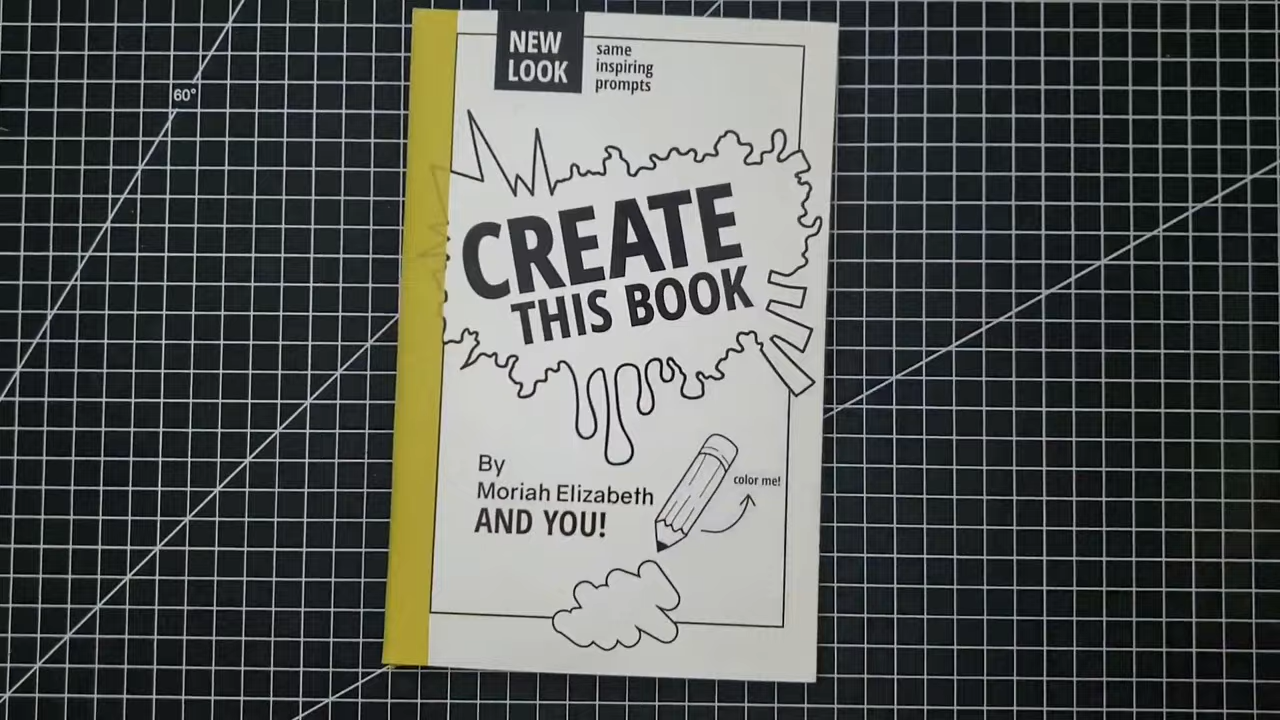 NEW
LOOK
same
inspiring
prompts
60°
CREATE
THIS BOOK
By
Moriah Elizabeth
AND YOU!
color me!